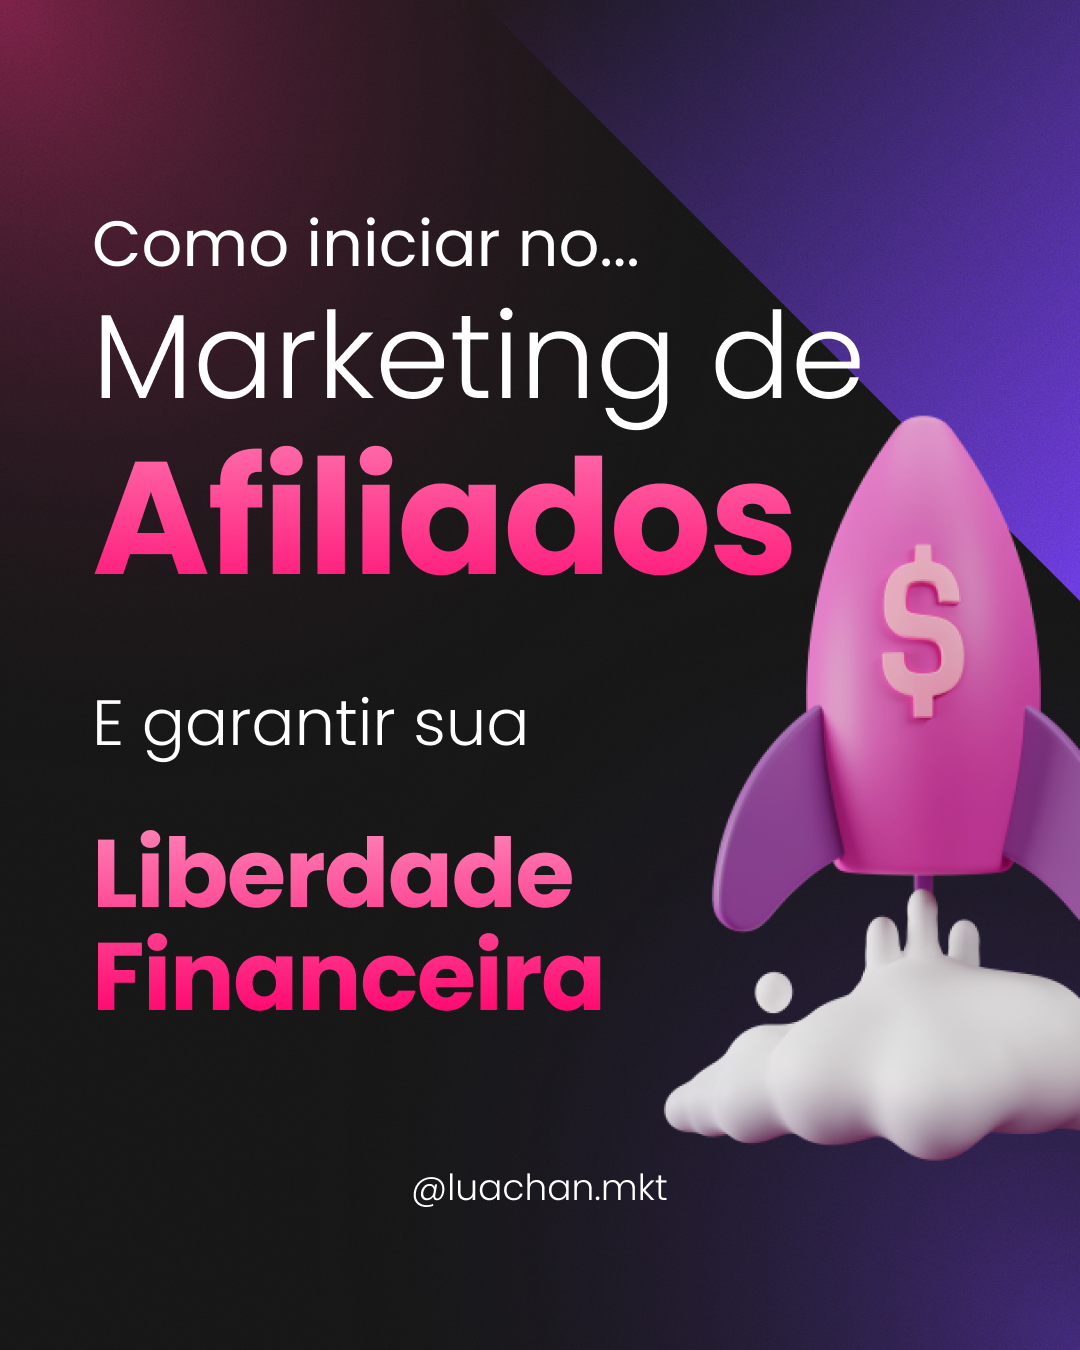 Como iniciar no...
Marketing de
Afiliados
$
E garantir sua
Liberdade
Financeira
@luachan.mkt